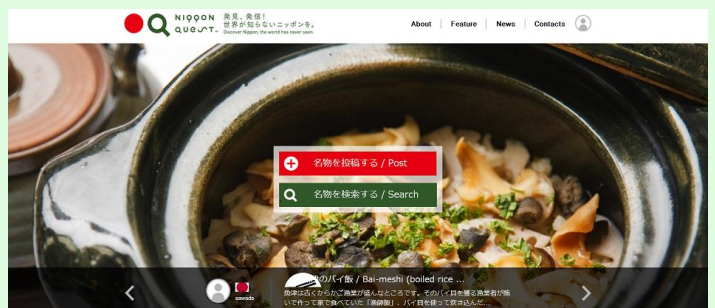 NIPPON QUEST™
発見、発信！
世界が知らないニッポンを。
Discover Nippon, the world has never seen.
About
Feature
News
Contacts
名物を投稿する / Post
名物を検索する / Search
のバイ飯 / Bai-meshi (boiled rice ...
sawada
魚津は古くからかご漁業が盛んなところです。そのバイ貝を獲る漁業者が賄
いで作って家で食べていた「漁師飯」。バイ貝を使って炊き込んだ...